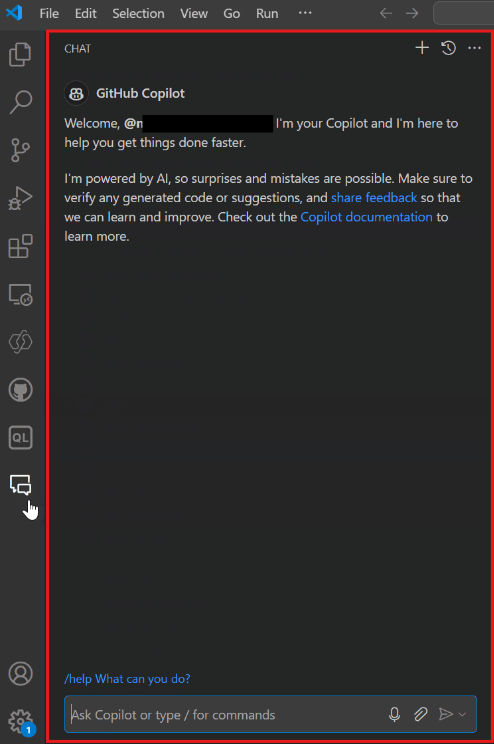 File Edit Selection View Go Run ···
CHAT
GitHub Copilot
Welcome, @n I'm your Copilot and I'm here to
help you get things done faster.
I'm powered by AI, so surprises and mistakes are possible. Make sure to
verify any generated code or suggestions, and share feedback so that
we can learn and improve. Check out the Copilot documentation to
learn more.
QL
/help What can you do?
Ask Copilot or type / for commands
1